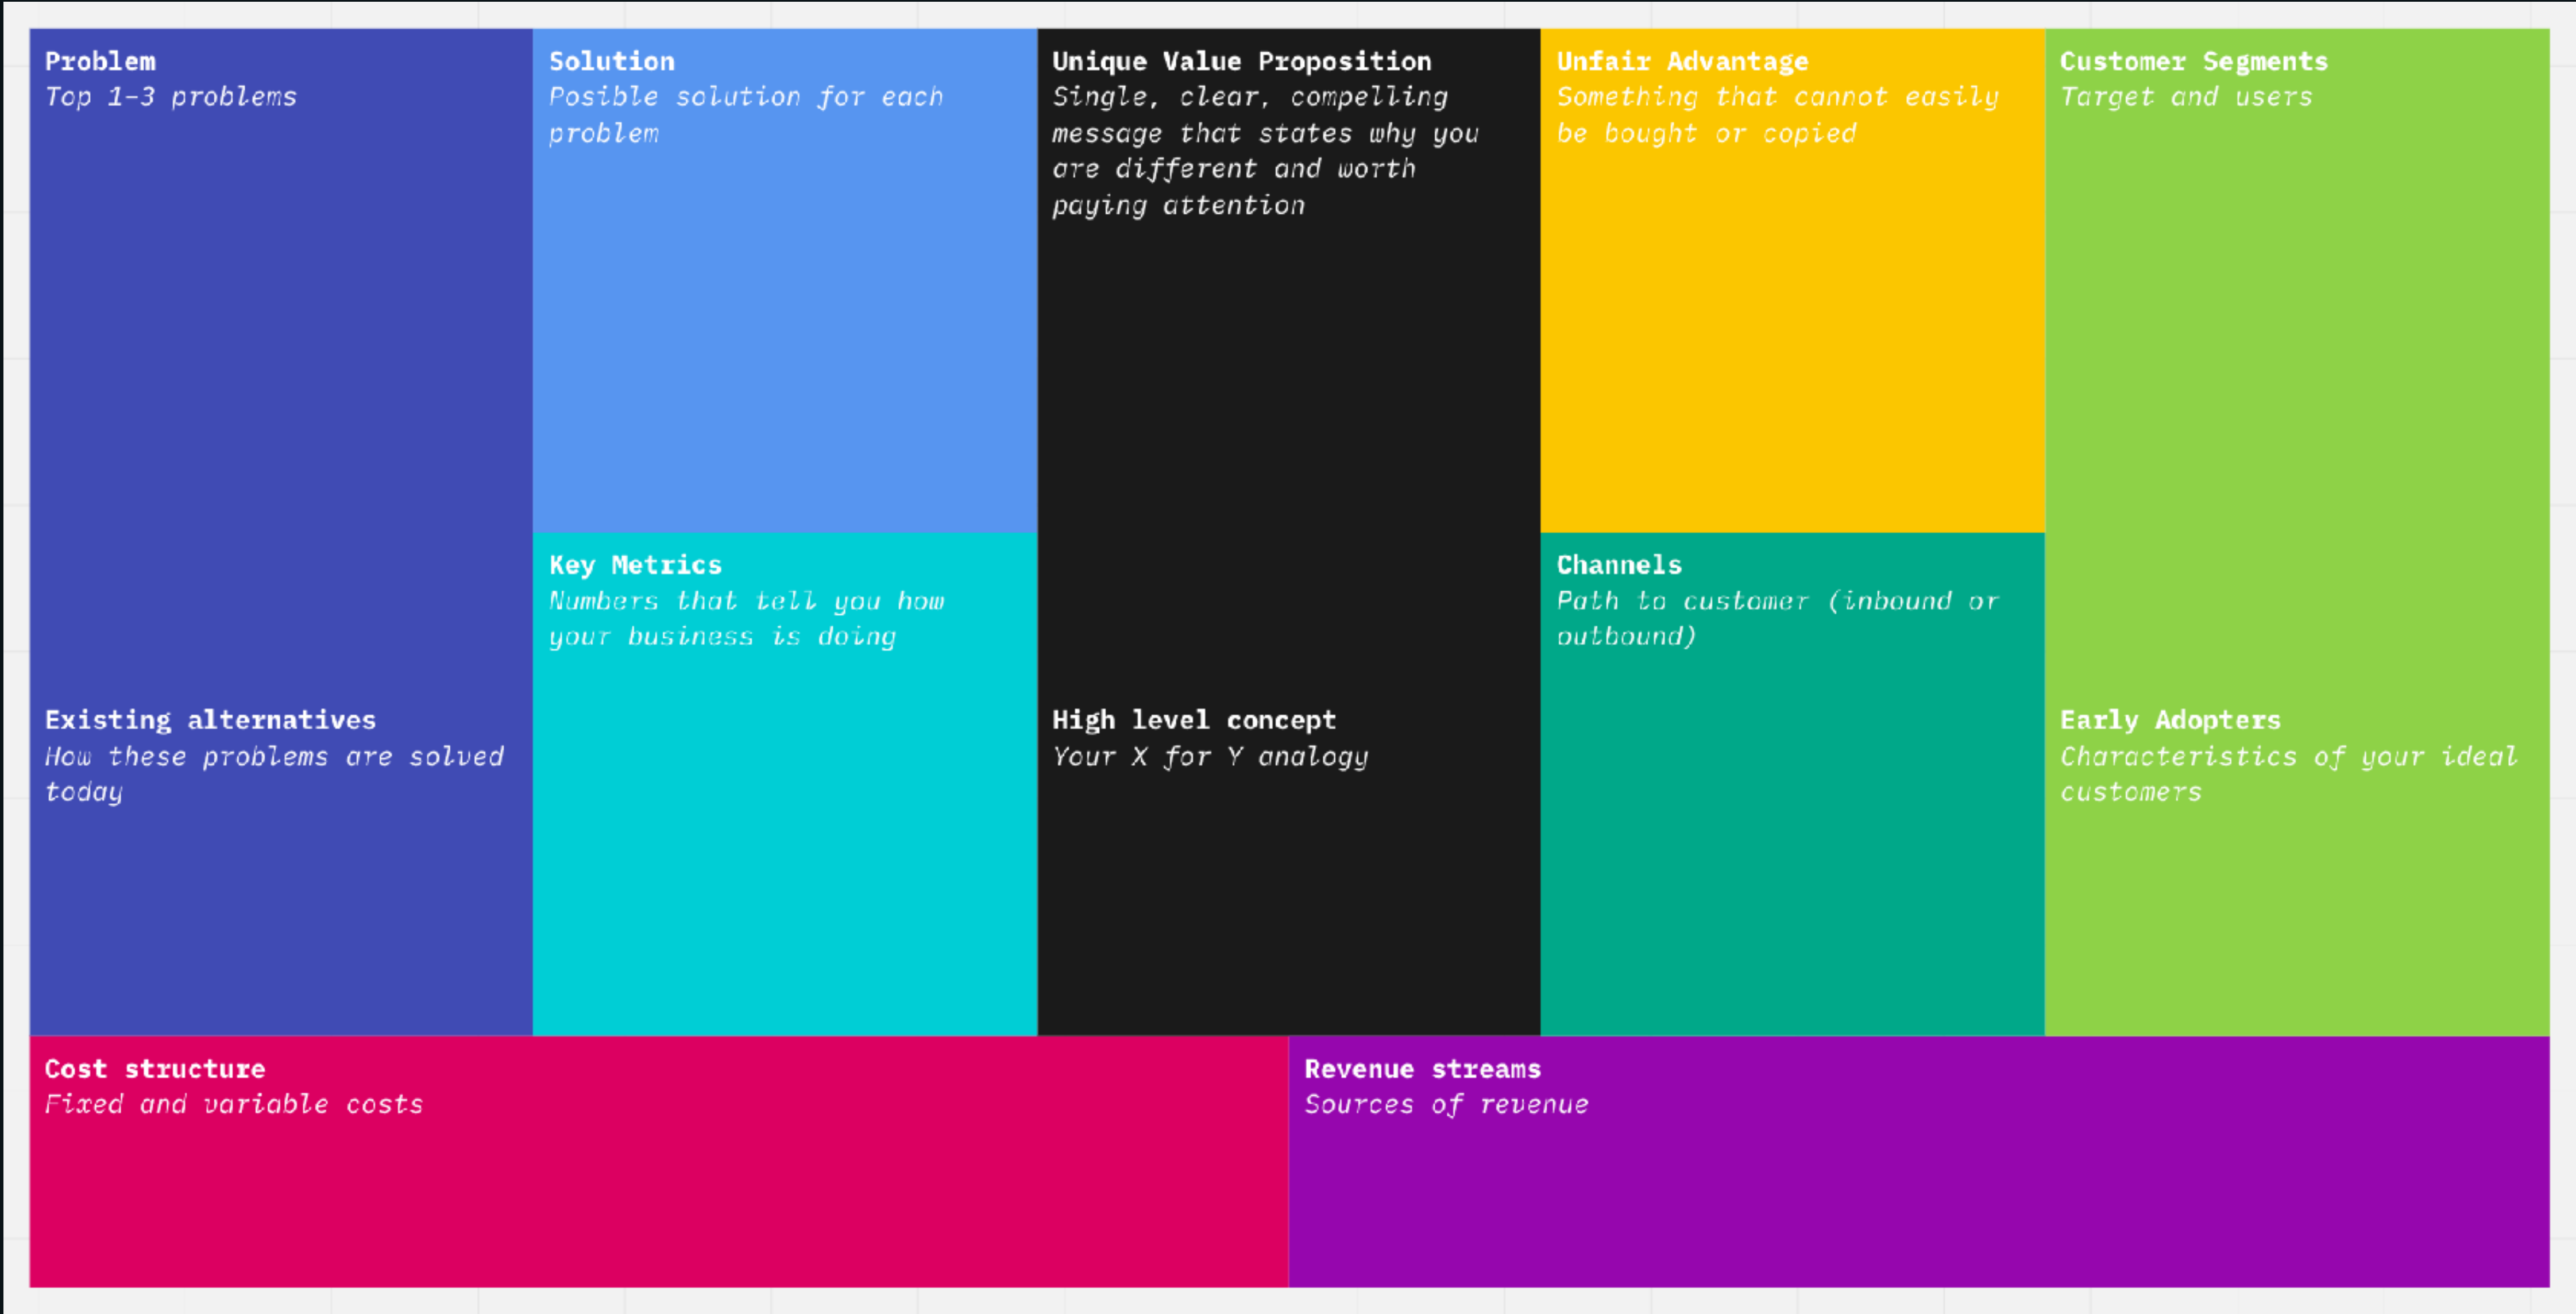 Problem
Top 1-3 problems
Existing alternatives
How these problems are solved
today
Solution
Posible solution for each
problem
Key Metrics
Numbers that tell you how
your business is doing
Unique Value Proposition
Single, clear, compelling
message that states why you
are different and worth
paying attention
High level concept
Your X for Y analogy
Unfair Advantage
Something that cannot easily
be bought or copied
Channels
Path to customer (inbound or
outbound)
Customer Segments
Target and users
Early Adopters
Characteristics of your ideal
customers
Cost structure
Fixed and variable costs
Revenue streams
Sources of revenue